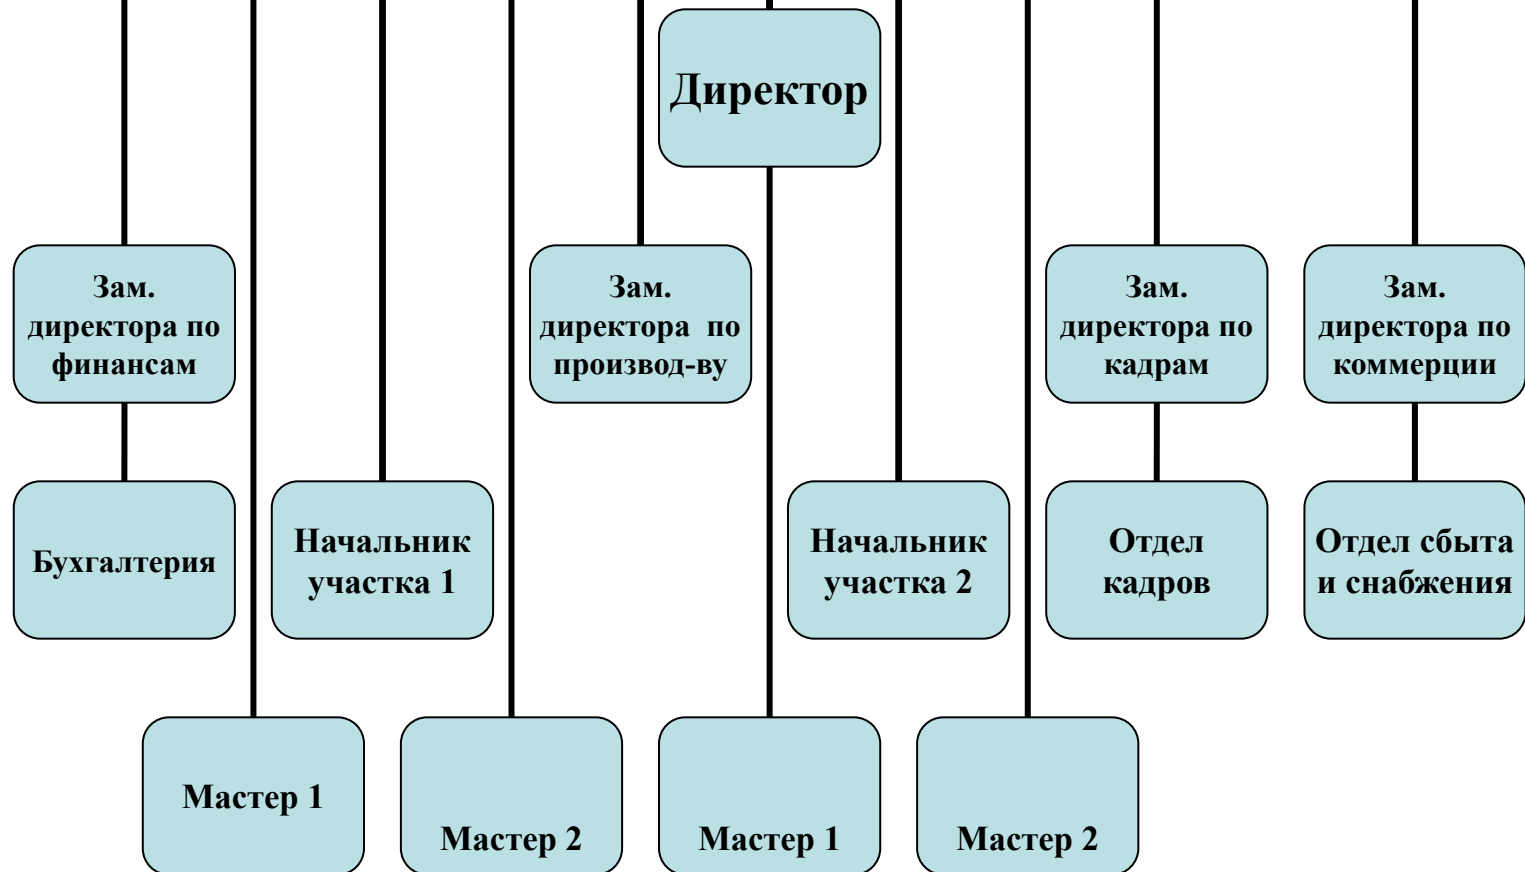 Директор
Зам.
директора по
финансам
Зам.
директора по
производ-ву
Зам.
директора по
кадрам
Зам.
директора по
коммерции
Бухгалтерия
Начальник
участка 1
Начальник
участка 2
Отдел
кадров
Отдел сбыта
и снабжения
Мастер 1
Мастер 2
Мастер 1
Мастер 2